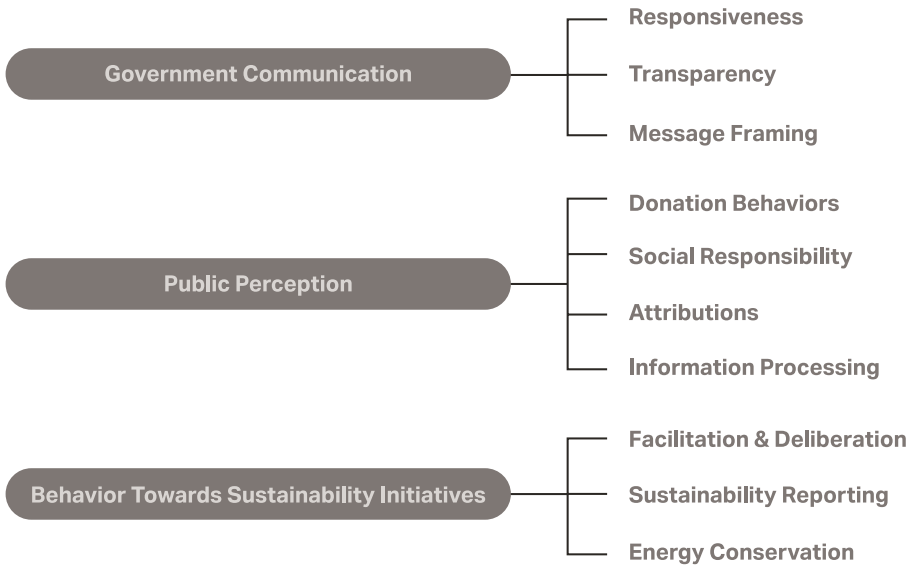 Government Communication
Responsiveness
Transparency
Message Framing
Public Perception
Donation Behaviors
Social Responsibility
Attributions
Information Processing
Behavior Towards Sustainability Initiatives
Facilitation & Deliberation
Sustainability Reporting
Energy Conservation